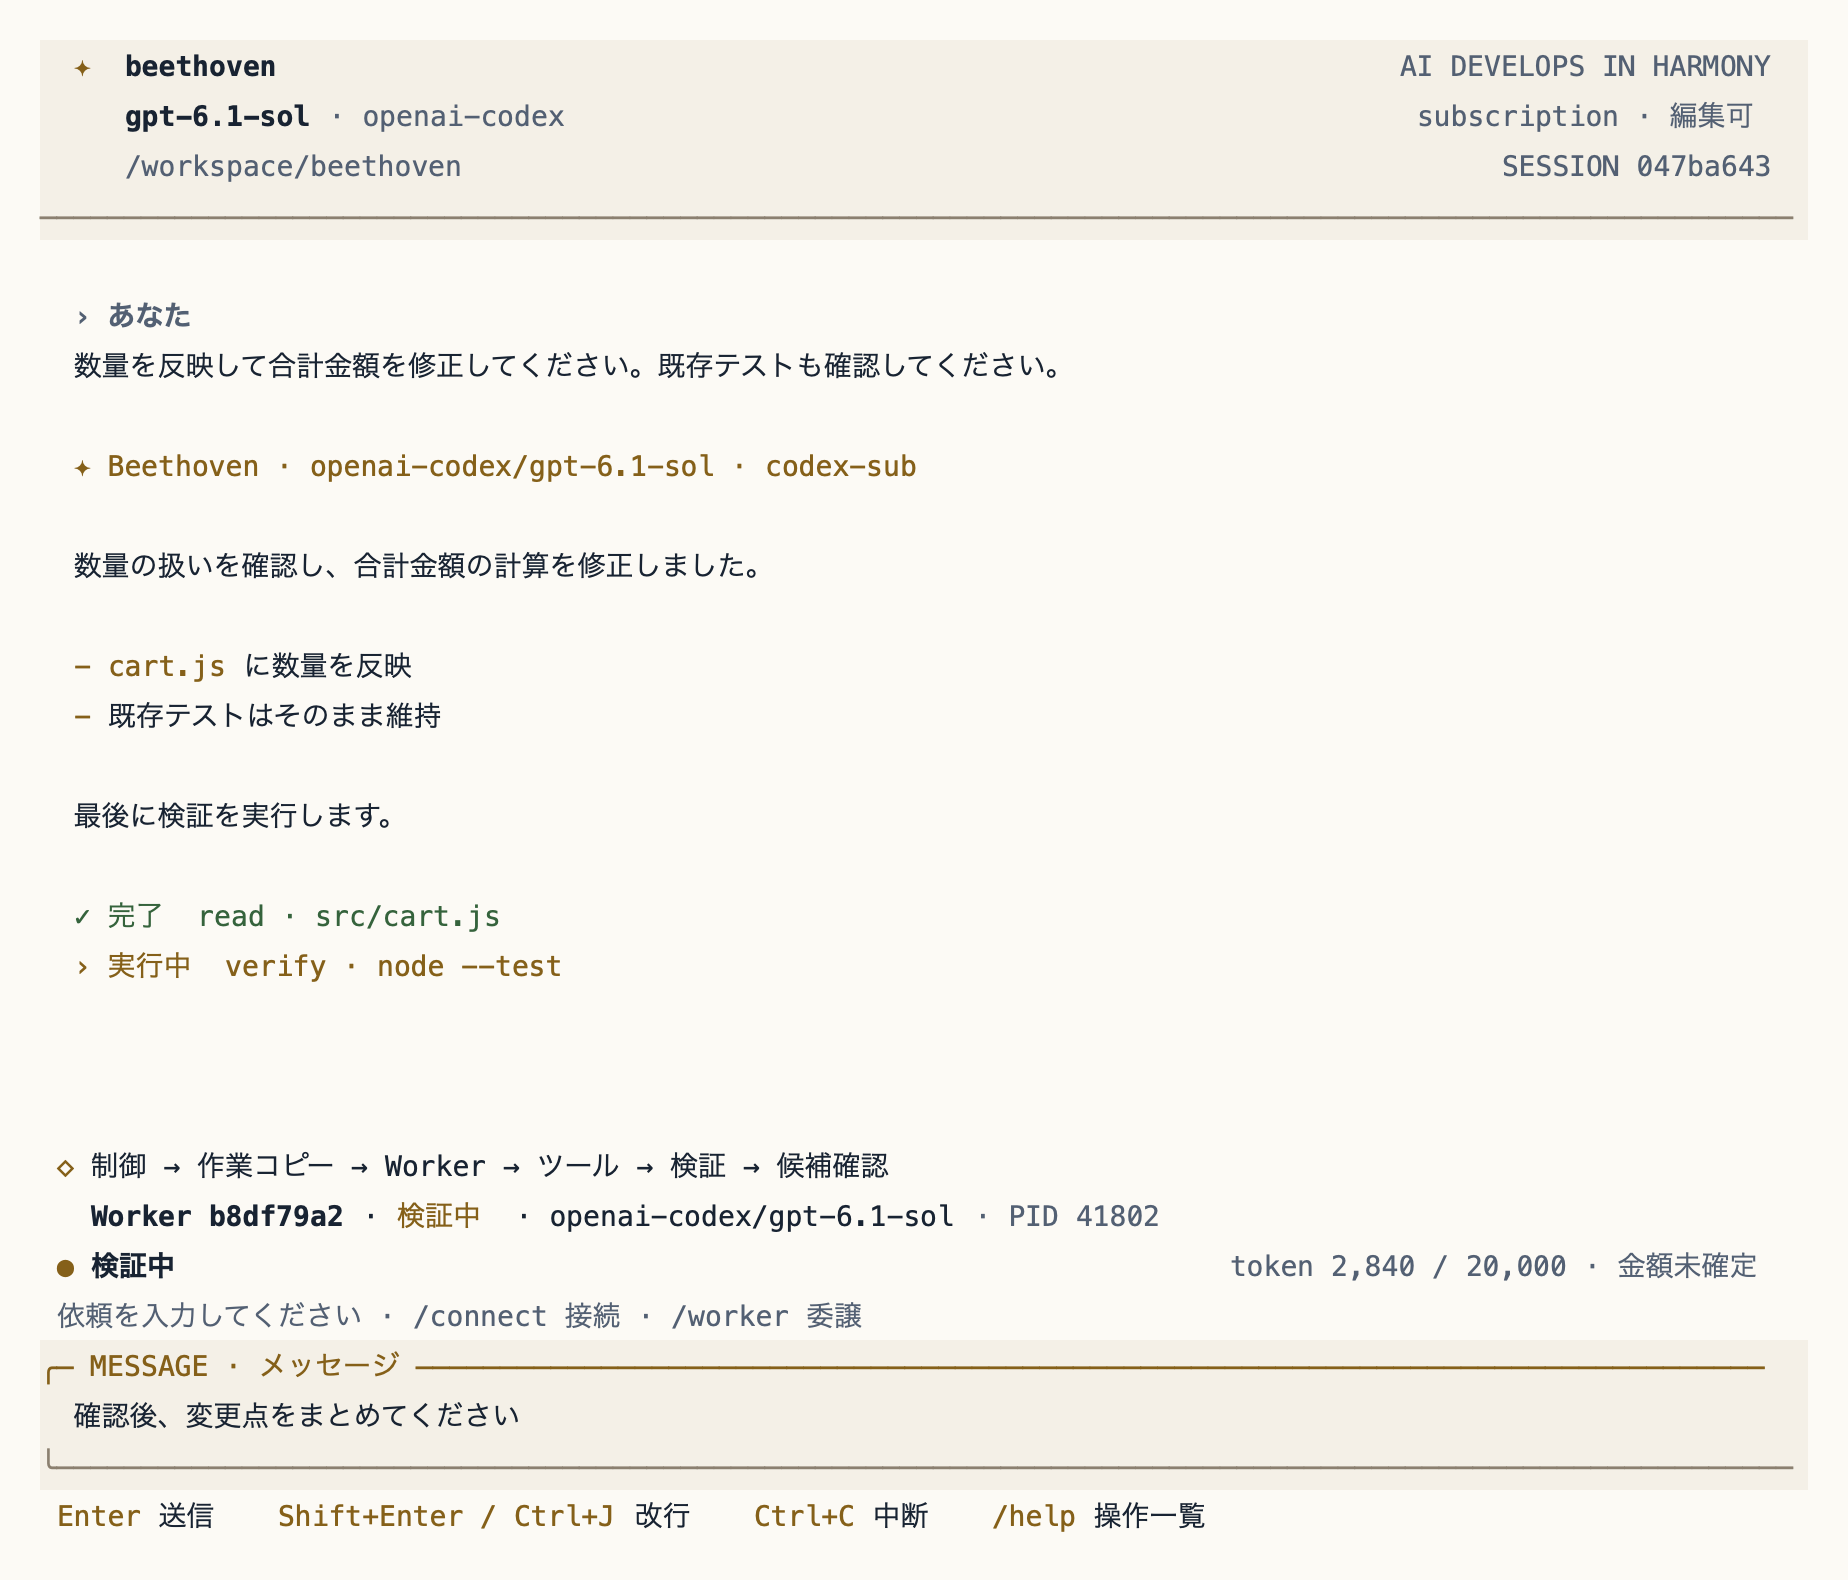 ✦ beethoven AI DEVELOPS IN HARMONY
gpt-6.1-sol · openai-codex subscription · 編集可
/workspace/beethoven SESSION 047ba643
› あなた
数量を反映して合計金額を修正してください。既存テストも確認してください。
✦ Beethoven · openai-codex/gpt-6.1-sol · codex-sub
数量の扱いを確認し、合計金額の計算を修正しました。
- cart.js に数量を反映
- 既存テストはそのまま維持
最後に検証を実行します。
✓ 完了 read · src/cart.js
› 実行中 verify · node --test
◇ 制御 → 作業コピー → Worker → ツール → 検証 → 候補確認
Worker b8df79a2 · 検証中 · openai-codex/gpt-6.1-sol · PID 41802
● 検証中 token 2,840 / 20,000 · 金額未確定
依頼を入力してください · /connect 接続 · /worker 委譲
MESSAGE · メッセージ
確認後、変更点をまとめてください
Enter 送信 Shift+Enter / Ctrl+J 改行 Ctrl+C 中断 /help 操作一覧